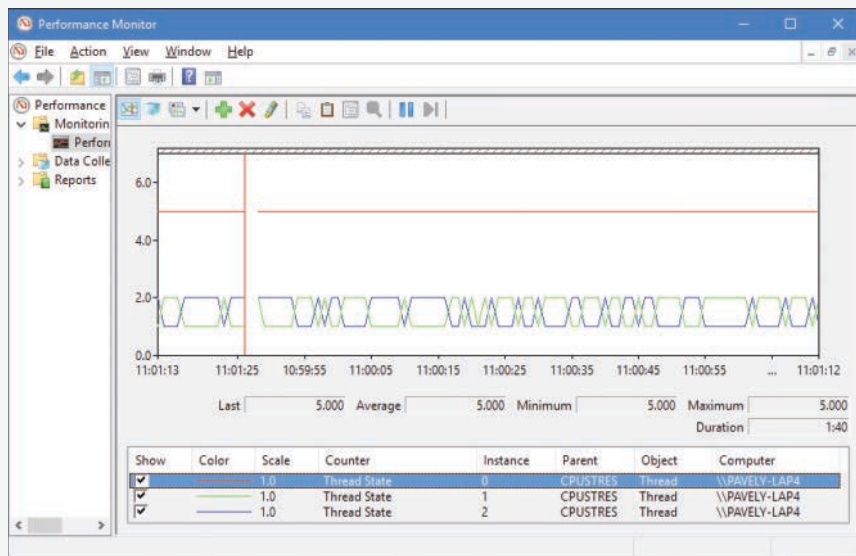 Performance Monitor
File Action View Window Help
Performance
Monitorin
Perforr
Data Colle
Reports
6.0
4.0
2.0
0.0
11:01:13 11:01:25 10:59:55 11:00:05 11:00:15 11:00:25 11:00:35 11:00:45 11:00:55 ... 11:01:12
Last 5.000 Average 5.000 Minimum 5.000 Maximum 5.000
Duration 1:40
Show Color Scale Counter Instance Parent Object Computer
1.0 Thread State 0 CPUSTRES Thread \\PAVELY-LAP4
1.0 Thread State 1 CPUSTRES Thread \\PAVELY-LAP4
1.0 Thread State 2 CPUSTRES Thread \\PAVELY-LAP4